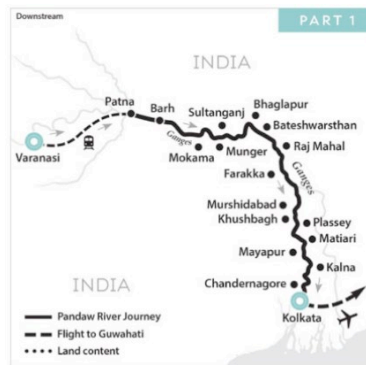 Downstream
PART 1
INDIA
Bhaglapur
Patna
Barh
Sultanganj
Bateshwarsthan
Ganges
Varanasi
Mokama
Munger
Raj Mahal
Farakka
Ganges
Murshidabad
Khushbagh
Plassey
Matiari
Mayapur
Kalna
INDIA
Chandernagore
Pandaw River Journey
Flight to Guwahati
Kolkata
Land content